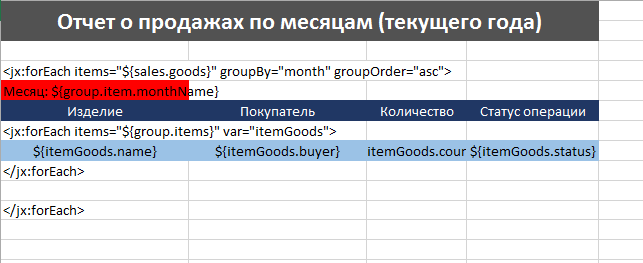 Отчет о продажах по месяцам (текущего года)
<jx:forEach items="${sales.goods}" groupBy="month" groupOrder="asc">
Месяц: ${group.item.monthName}
Изделие Покупатель Количество Статус операции
<jx:forEach items="${group.items}" var="itemGoods">
${itemGoods.name} ${itemGoods.buyer} itemGoods.cour ${itemGoods.status}
</jx:forEach>
</jx:forEach>